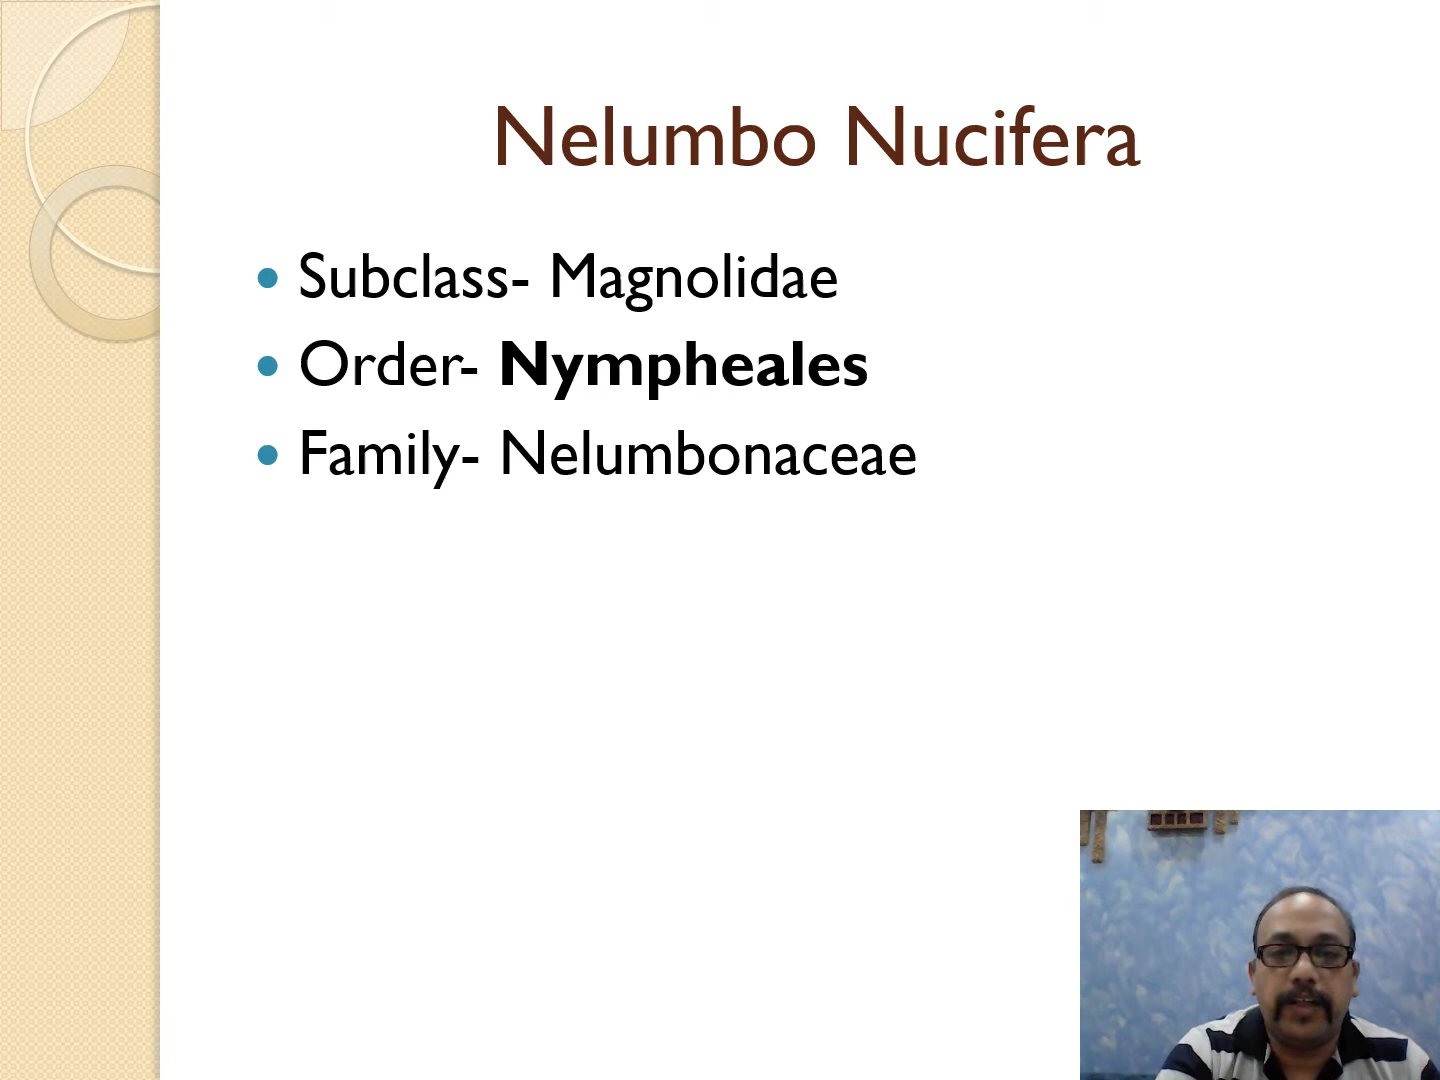 Nelumbo Nucifera
Subclass- Magnolidae
Order- Nympheales
Family- Nelumbonaceae